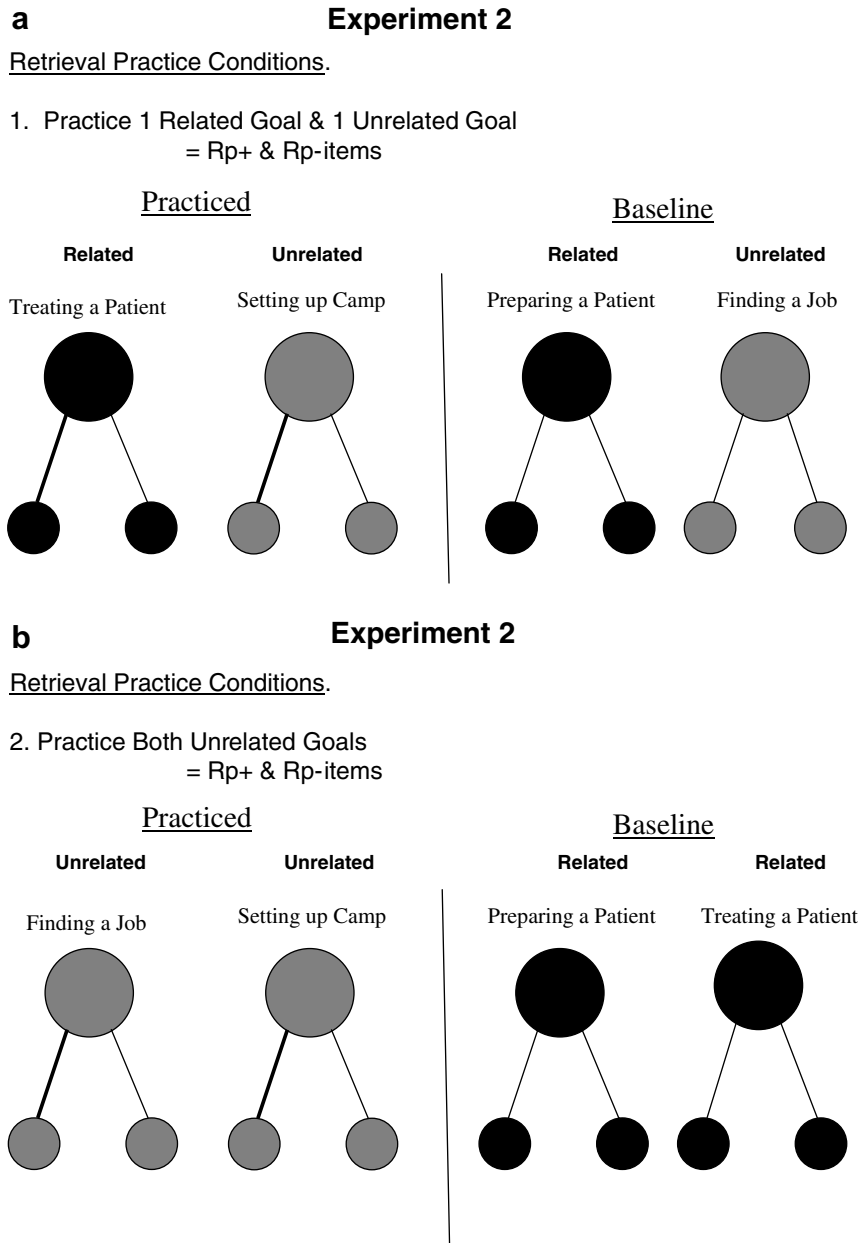 a
Experiment 2
Retrieval Practice Conditions.
1. Practice 1 Related Goal & 1 Unrelated Goal
= Rp+ & Rp-items
Practiced
Baseline
Related
Unrelated
Related
Unrelated
Treating a Patient
Setting up Camp
Preparing a Patient
Finding a Job
b
Experiment 2
Retrieval Practice Conditions.
2. Practice Both Unrelated Goals
= Rp+ & Rp-items
Practiced
Baseline
Unrelated
Unrelated
Related
Related
Finding a Job
Setting up Camp
Preparing a Patient
Treating a Patient